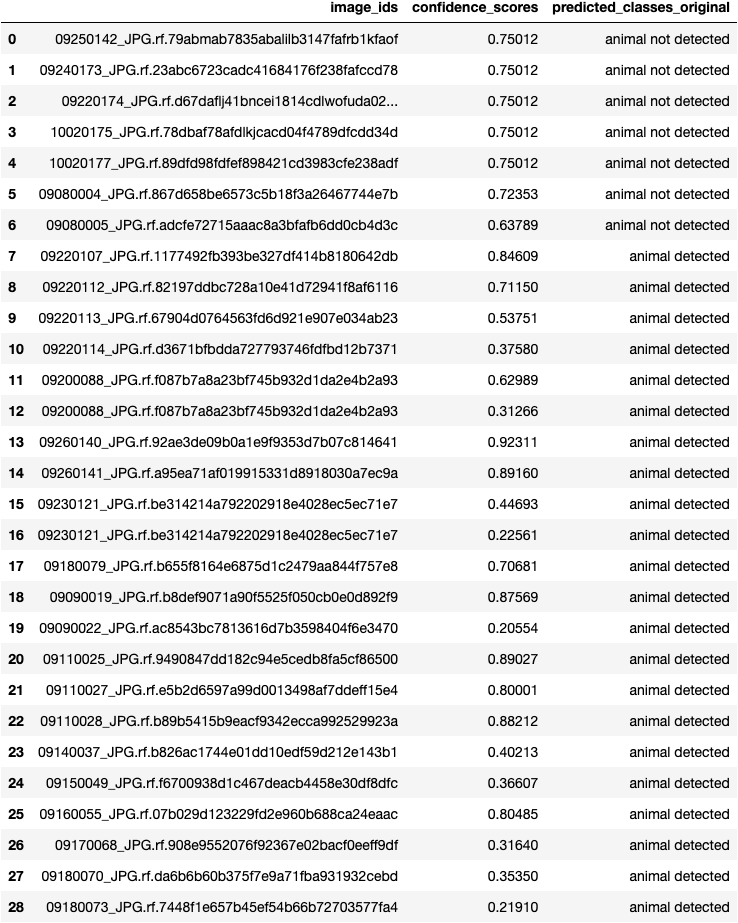 image_ids confidence_scores predicted_classes_original
0 09250142_JPG.rf.79abmab7835abalilb3147fafrb1kfaof 0.75012 animal not detected
1 09240173_JPG.rf.23abc6723cadc41684176f238fafccd78 0.75012 animal not detected
2 09220174_JPG.rf.d67daflj41bncei1814cdlwofuda02... 0.75012 animal not detected
3 10020175_JPG.rf.78dbaf78afdlkjcacd04f4789dfcdd34d 0.75012 animal not detected
4 10020177_JPG.rf.89dfd98fdfef898421cd3983cfe238adf 0.75012 animal not detected
5 09080004_JPG.rf.867d658be6573c5b18f3a26467744e7b 0.72353 animal not detected
6 09080005_JPG.rf.adcfe72715aaac8a3bfafb6dd0cb4d3c 0.63789 animal not detected
7 09220107_JPG.rf.1177492fb393be327df414b8180642db 0.84609 animal detected
8 09220112_JPG.rf.82197ddbc728a10e41d72941f8af6116 0.71150 animal detected
9 09220113_JPG.rf.67904d0764563fd6d921e907e034ab23 0.53751 animal detected
10 09220114_JPG.rf.d3671bfbdda727793746fdfbd12b7371 0.37580 animal detected
11 09200088_JPG.rf.f087b7a8a23bf745b932d1da2e4b2a93 0.62989 animal detected
12 09200088_JPG.rf.f087b7a8a23bf745b932d1da2e4b2a93 0.31266 animal detected
13 09260140_JPG.rf.92ae3de09b0a1e9f9353d7b07c814641 0.92311 animal detected
14 09260141_JPG.rf.a95ea71af019915331d8918030a7ec9a 0.89160 animal detected
15 09230121_JPG.rf.be314214a792202918e4028ec5ec71e7 0.44693 animal detected
16 09230121_JPG.rf.be314214a792202918e4028ec5ec71e7 0.22561 animal detected
17 09180079_JPG.rf.b655f8164e6875d1c2479aa844f757e8 0.70681 animal detected
18 09090019_JPG.rf.b8def9071a90f5525f050cb0e0d892f9 0.87569 animal detected
19 09090022_JPG.rf.ac8543bc7813616d7b3598404f6e3470 0.20554 animal detected
20 09110025_JPG.rf.9490847dd182c94e5cedb8fa5cf86500 0.89027 animal detected
21 09110027_JPG.rf.e5b2d6597a99d0013498af7ddeff15e4 0.80001 animal detected
22 09110028_JPG.rf.b89b5415b9eacf9342ecca992529923a 0.88212 animal detected
23 09140037_JPG.rf.b826ac1744e01dd10edf59d212e143b1 0.40213 animal detected
24 09150049_JPG.rf.f6700938d1c467deacb4458e30df8dfc 0.36607 animal detected
25 09160055_JPG.rf.07b029d123229fd2e960b688ca24eaac 0.80485 animal detected
26 09170068_JPG.rf.908e9552076f92367e02bacf0eeff9df 0.31640 animal detected
27 09180070_JPG.rf.da6b6b60b375f7e9a71fba931932cebd 0.35350 animal detected
28 09180073_JPG.rf.7448f1e657b45ef54b66b72703577fa4 0.21910 animal detected